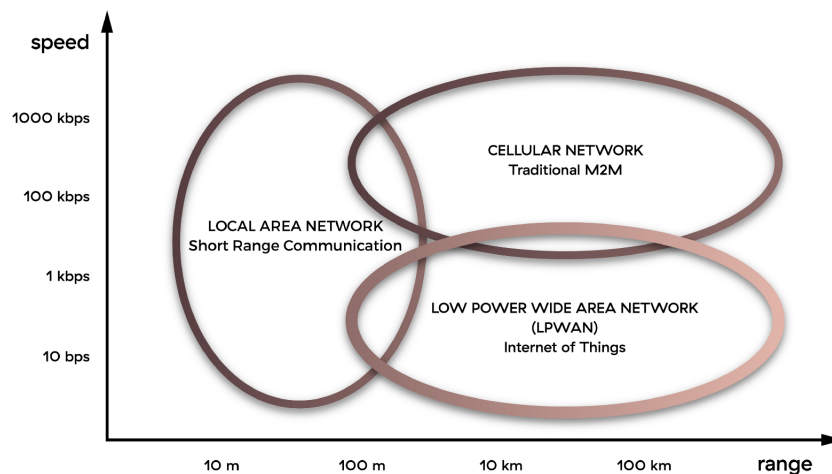 speed
1000 kbps
100 kbps
1 kbps
10 bps
CELLULAR NETWORK
Traditional M2M
LOCAL AREA NETWORK
Short Range Communication
LOW POWER WIDE AREA NETWORK
(LPWAN)
Internet of Things
10 m
100 m
10 km
100 km
range